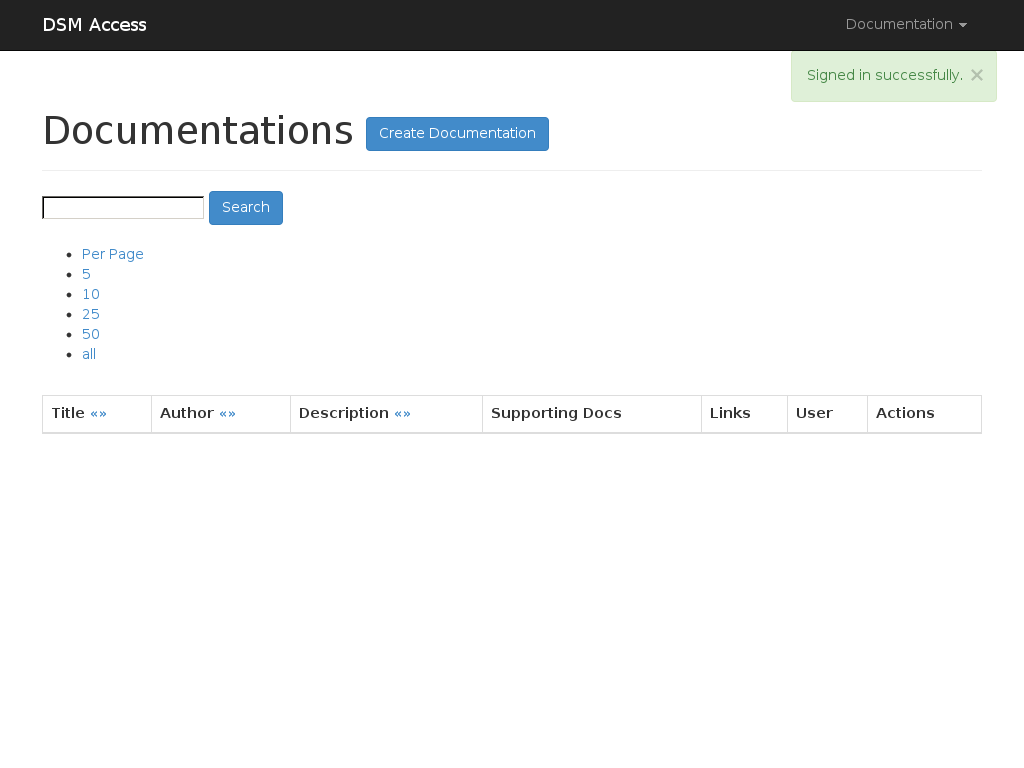 DSM Access
Documentation
Signed in successfully. ×
Documentations Create Documentation
Search
Per Page
5
10
25
50
all
Title «» Author «» Description «» Supporting Docs Links User Actions